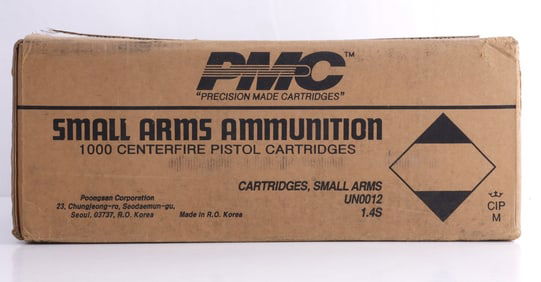 PMC™
"PRECISION MADE CARTRIDGES"
SMALL ARMS AMMUNITION
1000 CENTERFIRE PISTOL CARTRIDGES
CARTRIDGES, SMALL ARMS
UN0012
1.4S
Poongsan Corporation
23, Chungjeong-ro, Seodaemun-gu,
Seoul, 03737, R.O. Korea
Made in R.O. Korea
CIP
M